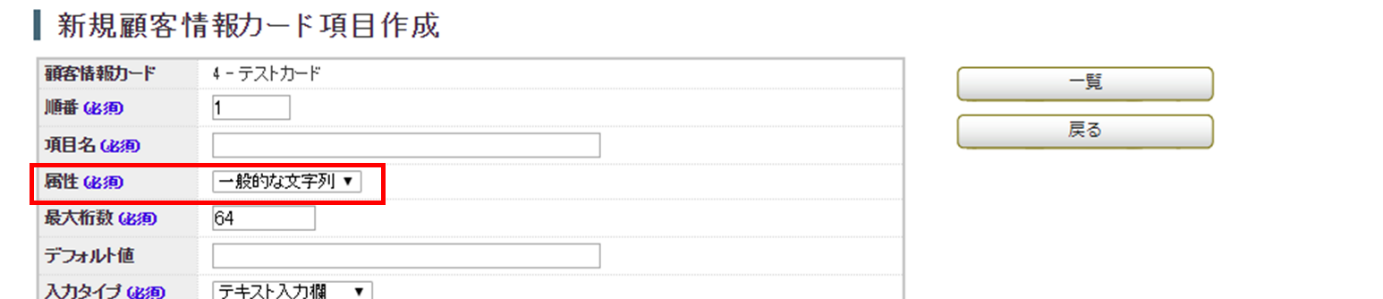 新規顧客情報カード項目作成
顧客情報カード 4 - テストカード
順番 (必須) 1
項目名 (必須)
属性 (必須) 一般的な文字列 ▼
最大桁数 (必須) 64
デフォルト値
入力タイプ (必須) テキスト入力欄 ▼
一覧
戻る